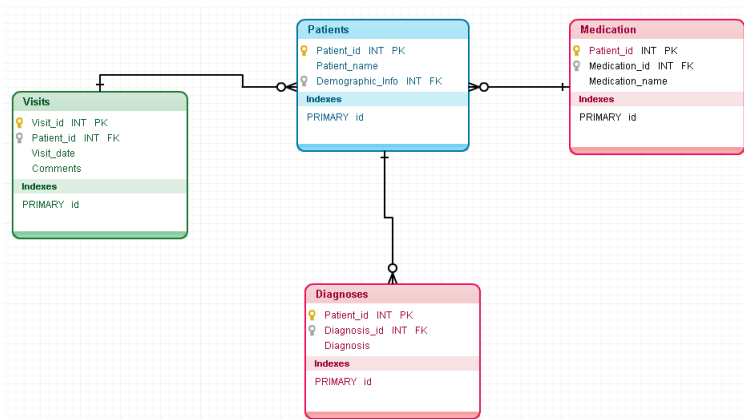 Patients
Patient_id INT PK
Patient_name
Demographic_Info INT FK
Indexes
PRIMARY id
Medication
Patient_id INT PK
Medication_id INT FK
Medication_name
Indexes
PRIMARY id
Visits
Visit_id INT PK
Patient_id INT FK
Visit_date
Comments
Indexes
PRIMARY id
Diagnoses
Patient_id INT PK
Diagnosis_id INT FK
Diagnosis
Indexes
PRIMARY id